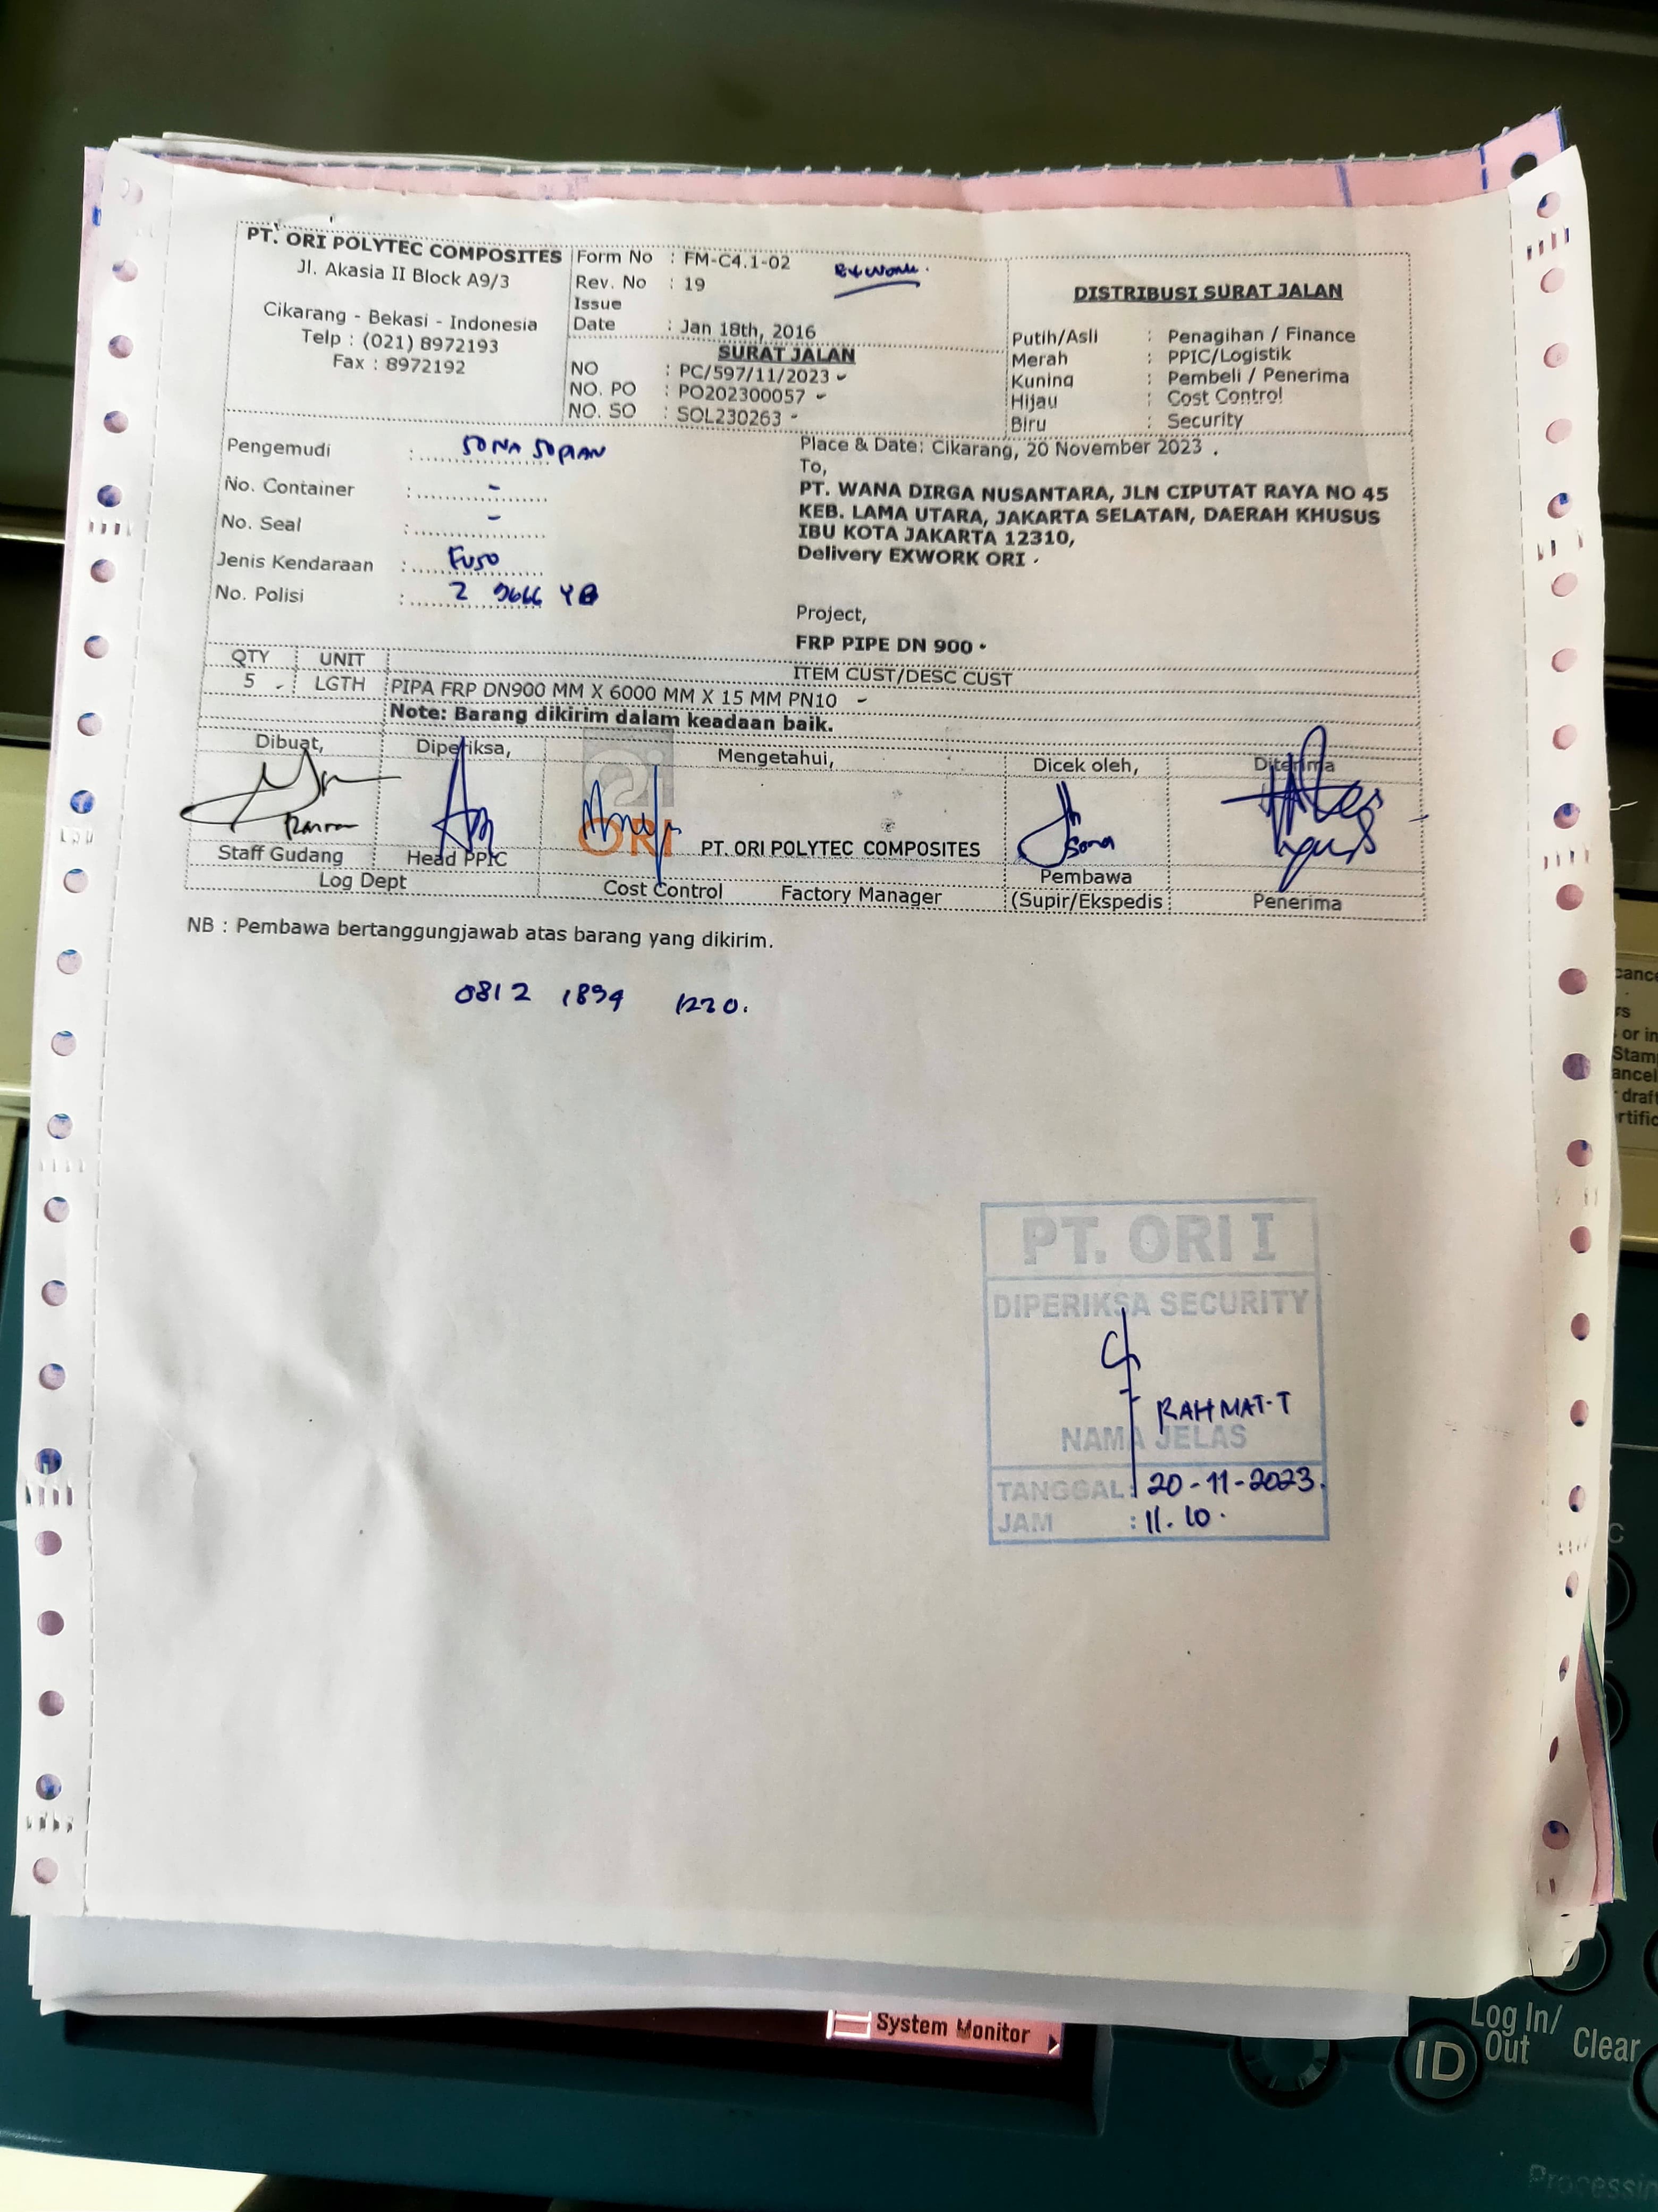 PT. ORI POLYTEC COMPOSITES
Jl. Akasia II Block A9/3
Cikarang - Bekasi - Indonesia
Telp : (021) 8972193
Fax : 8972192
Form No : FM-C4.1-02
Rev. No : 19
Issue
Date : Jan 18th, 2016
Exwork.
SURAT JALAN
NO : PC/597/11/2023
NO. PO : PO202300057
NO. SO : SOL230263
DISTRIBUSI SURAT JALAN
Putih/Asli : Penagihan / Finance
Merah : PPIC/Logistik
Kuning : Pembeli / Penerima
Hijau : Cost Control
Biru : Security
Pengemudi : SONA SOPIAN
No. Container : -
No. Seal : -
Jenis Kendaraan : FUSO
No. Polisi : Z 9666 YB
Place & Date: Cikarang, 20 November 2023 .
To,
PT. WANA DIRGA NUSANTARA, JLN CIPUTAT RAYA NO 45
KEB. LAMA UTARA, JAKARTA SELATAN, DAERAH KHUSUS
IBU KOTA JAKARTA 12310,
Delivery EXWORK ORI
Project,
FRP PIPE DN 900
QTY UNIT ITEM CUST/DESC CUST
5 LGTH PIPA FRP DN900 MM X 6000 MM X 15 MM PN10
Note: Barang dikirim dalam keadaan baik.
Dibuat, Diperiksa, Mengetahui, Dicek oleh, Diterima
Sona
ORI PT. ORI POLYTEC COMPOSITES
Staff Gudang Head PPIC Cost Control Factory Manager Pembawa
Log Dept (Supir/Ekspedis Penerima
NB : Pembawa bertanggungjawab atas barang yang dikirim.
0812 1894 1220.
PT. ORI I
DIPERIKSA SECURITY
RAHMAT-T
NAMA JELAS
TANGGAL : 20-11-2023.
JAM : 11.10.
System Monitor
Log In/
Out
Clear
ID